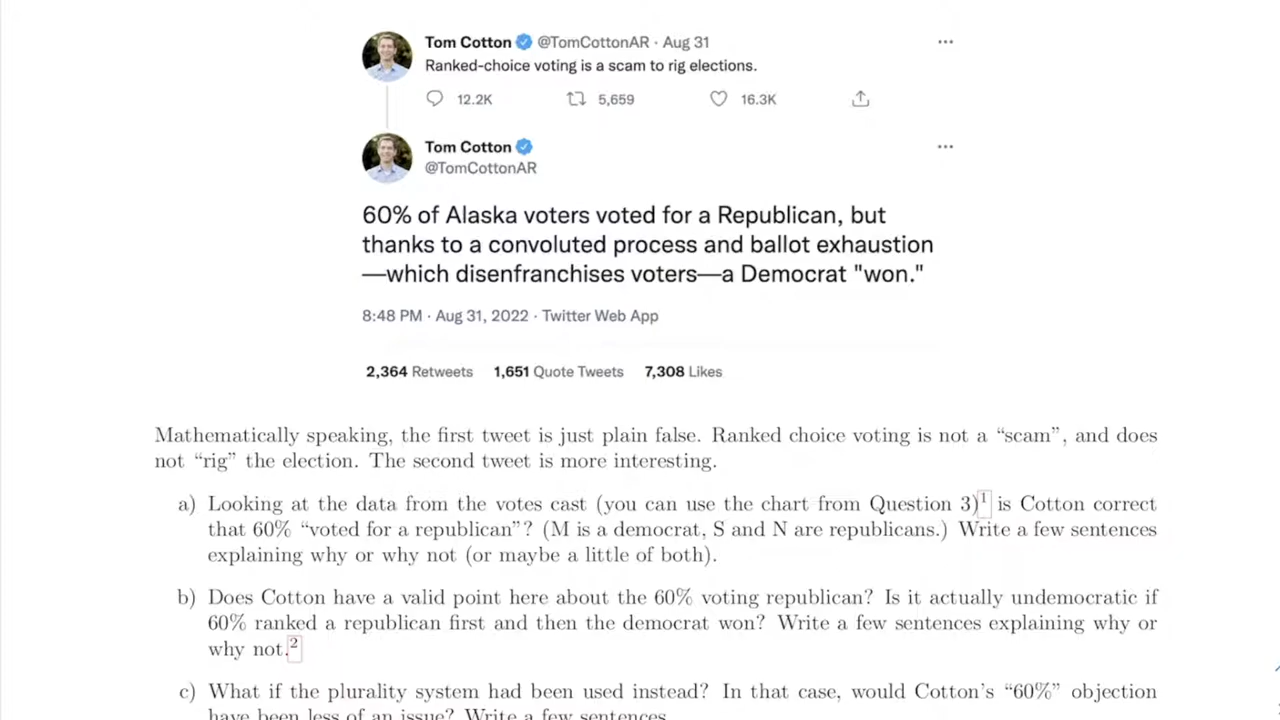 Tom Cotton @TomCottonAR · Aug 31 ···
Ranked-choice voting is a scam to rig elections.
12.2K 5,659 16.3K
Tom Cotton ···
@TomCottonAR
60% of Alaska voters voted for a Republican, but
thanks to a convoluted process and ballot exhaustion
—which disenfranchises voters—a Democrat "won."
8:48 PM · Aug 31, 2022 · Twitter Web App
2,364 Retweets 1,651 Quote Tweets 7,308 Likes
Mathematically speaking, the first tweet is just plain false. Ranked choice voting is not a “scam”, and does
not “rig” the election. The second tweet is more interesting.
a) Looking at the data from the votes cast (you can use the chart from Question 3)1 is Cotton correct
that 60% “voted for a republican”? (M is a democrat, S and N are republicans.) Write a few sentences
explaining why or why not (or maybe a little of both).
b) Does Cotton have a valid point here about the 60% voting republican? Is it actually undemocratic if
60% ranked a republican first and then the democrat won? Write a few sentences explaining why or
why not.2
c) What if the plurality system had been used instead? In that case, would Cotton’s “60%” objection
have been less of an issue? Write a few sentences